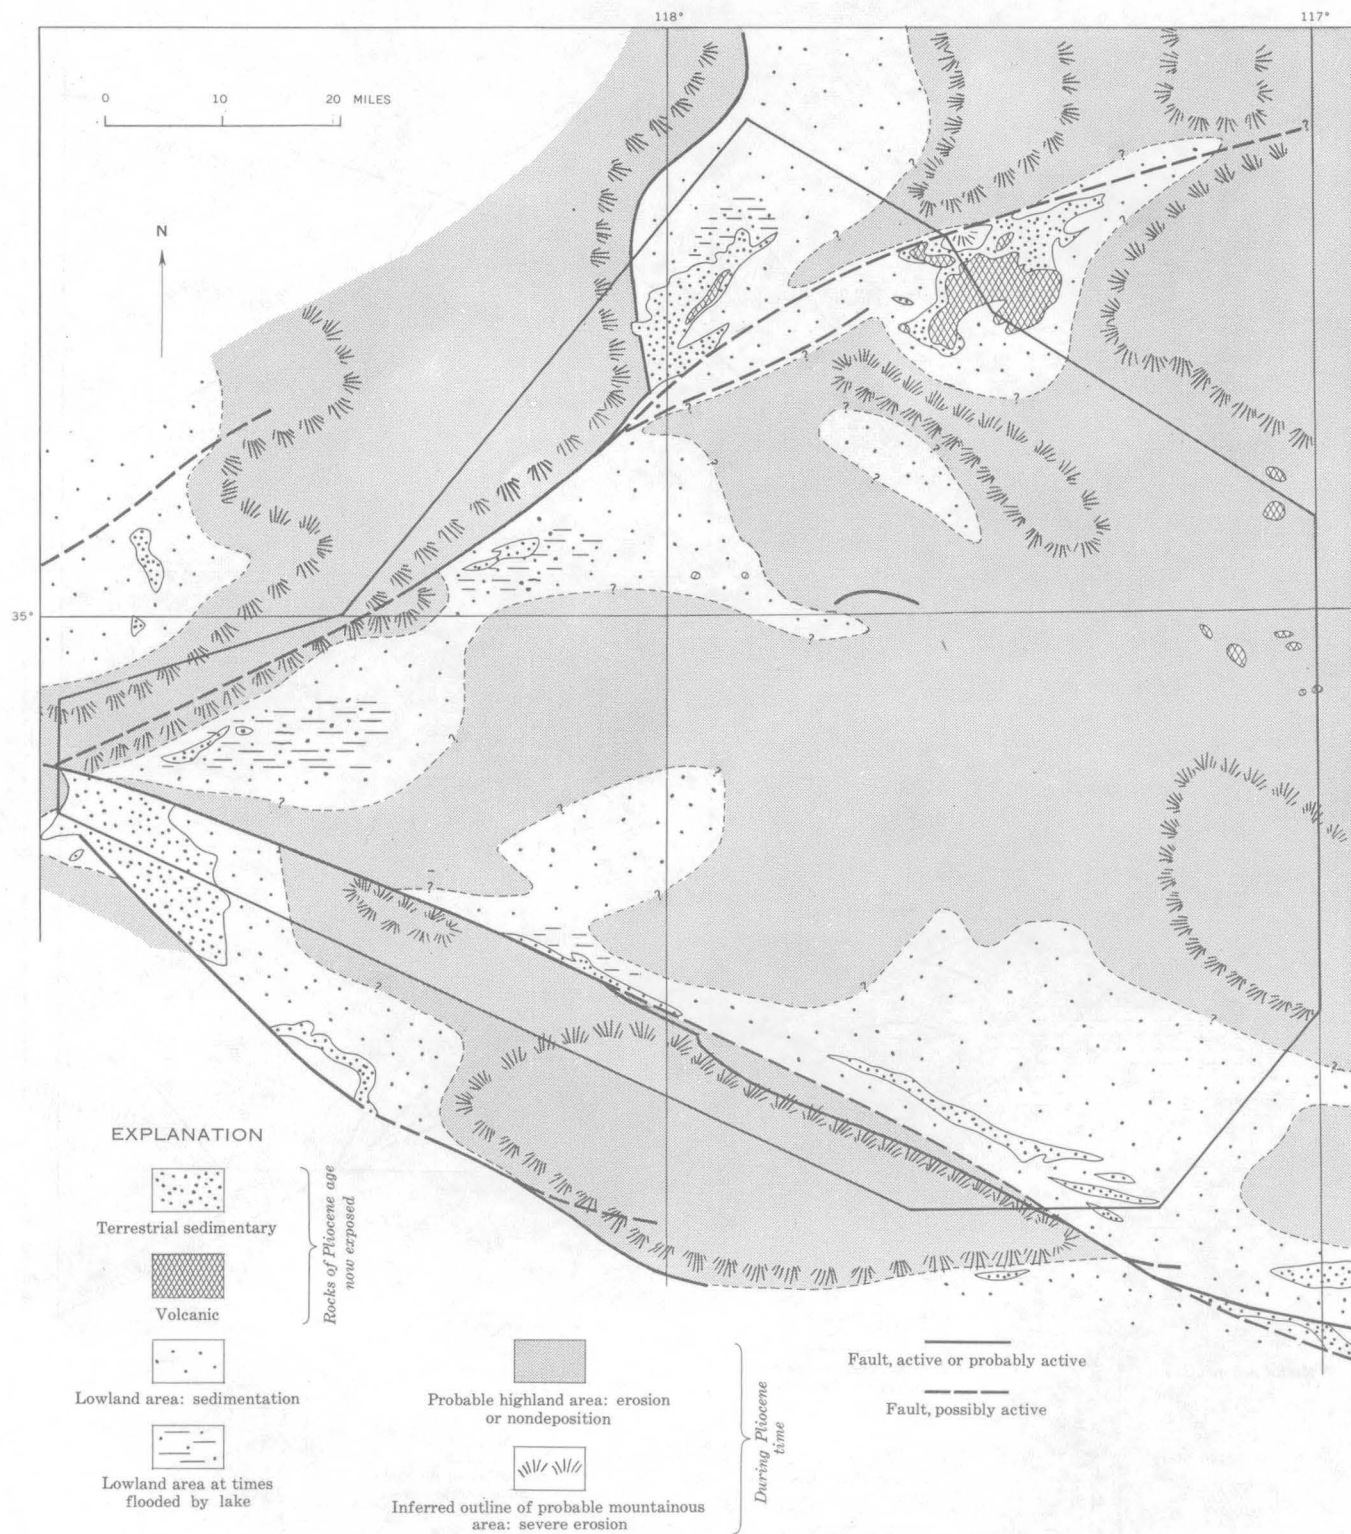 118°
117°
0 10 20 MILES
N
35°
EXPLANATION
Terrestrial sedimentary
Volcanic
Rocks of Pliocene age
now exposed
Lowland area: sedimentation
Lowland area at times
flooded by lake
Probable highland area: erosion
or nondeposition
Inferred outline of probable mountainous
area: severe erosion
During Pliocene
time
Fault, active or probably active
Fault, possibly active